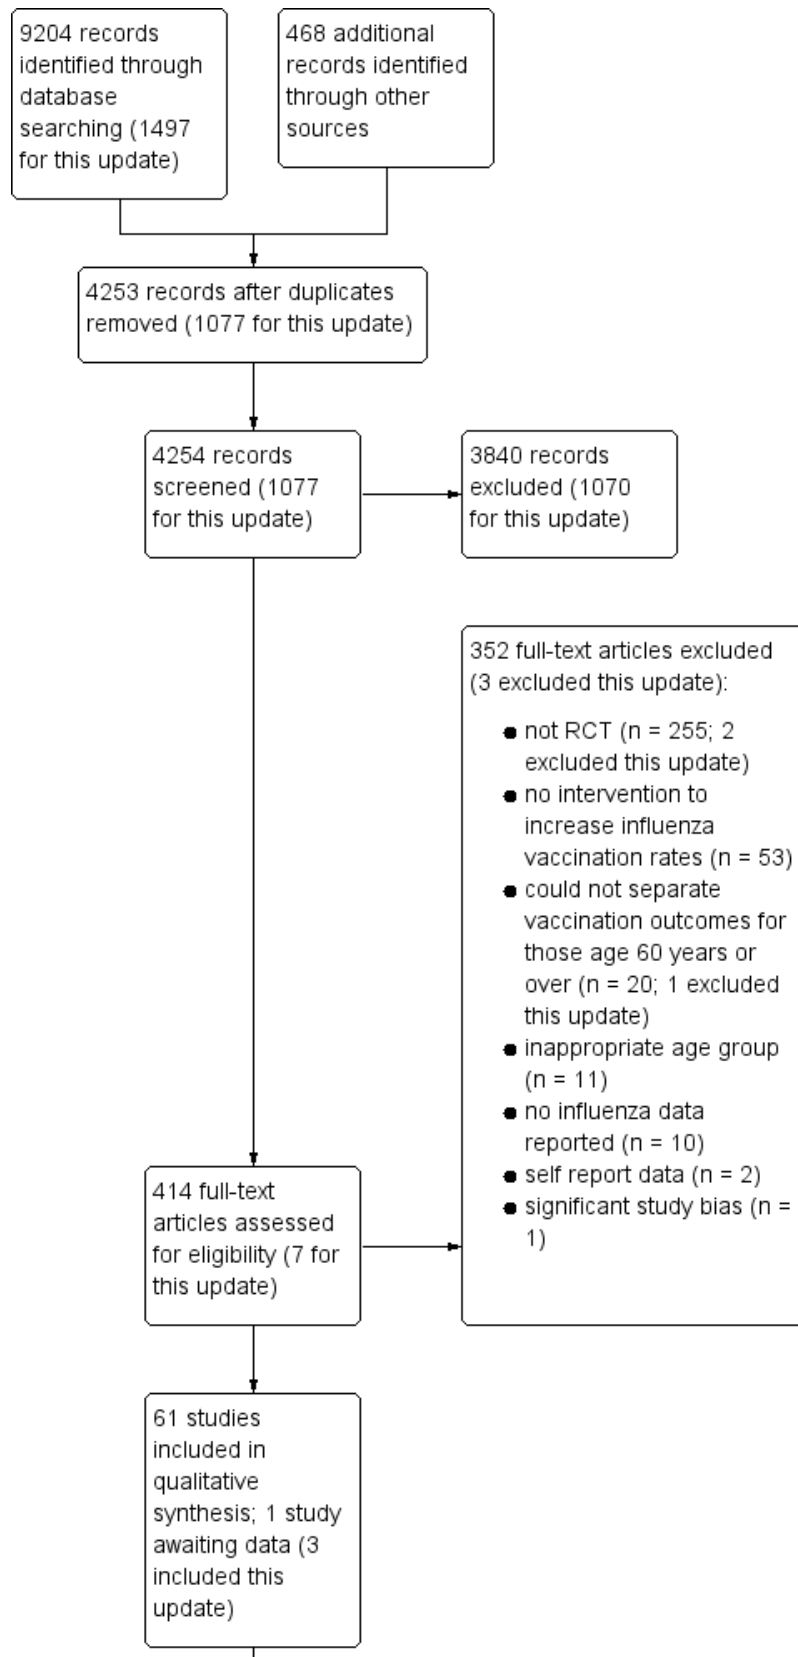 9204 records
identified through
database
searching (1497
for this update)
468 additional
records identified
through other
sources
4253 records after duplicates
removed (1077 for this update)
4254 records
screened (1077
for this update)
3840 records
excluded (1070
for this update)
352 full-text articles excluded
(3 excluded this update):
● not RCT (n = 255; 2
excluded this update)
● no intervention to
increase influenza
vaccination rates (n = 53)
● could not separate
vaccination outcomes for
those age 60 years or
over (n = 20; 1 excluded
this update)
● inappropriate age group
(n = 11)
● no influenza data
reported (n = 10)
● self report data (n = 2)
● significant study bias (n =
1)
414 full-text
articles assessed
for eligibility (7 for
this update)
61 studies
included in
qualitative
synthesis; 1 study
awaiting data (3
included this
update)